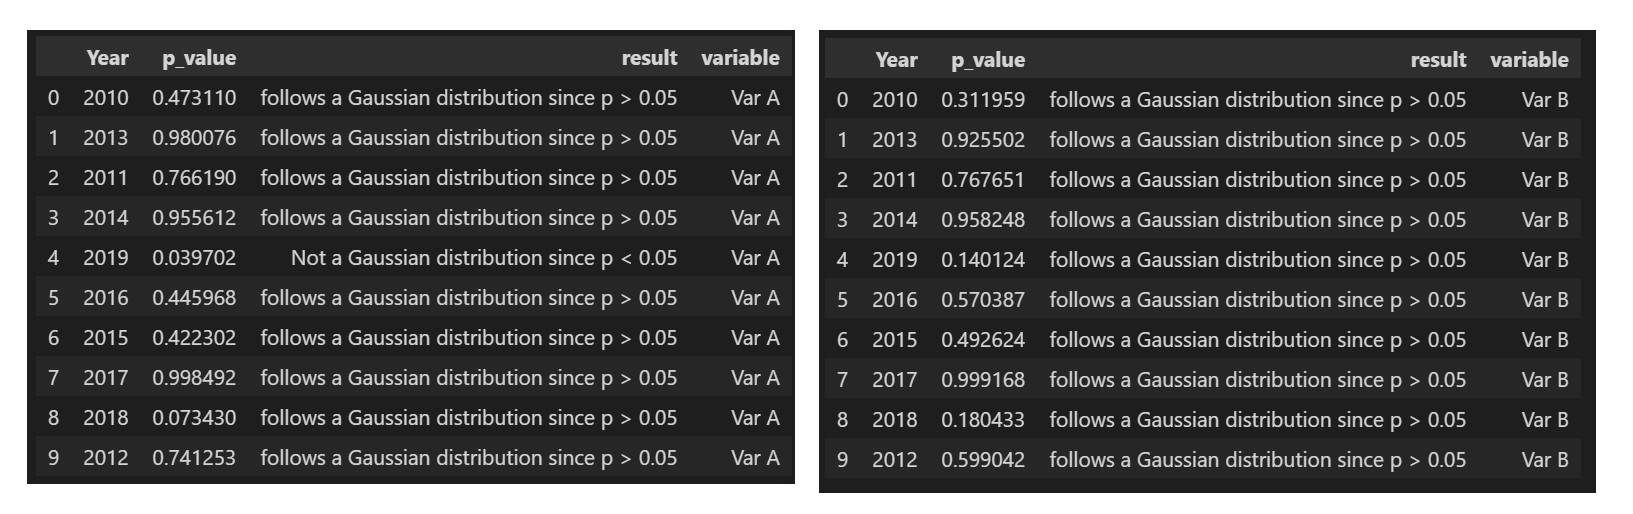 Year p_value result variable
0 2010 0.473110 follows a Gaussian distribution since p > 0.05 Var A
1 2013 0.980076 follows a Gaussian distribution since p > 0.05 Var A
2 2011 0.766190 follows a Gaussian distribution since p > 0.05 Var A
3 2014 0.955612 follows a Gaussian distribution since p > 0.05 Var A
4 2019 0.039702 Not a Gaussian distribution since p < 0.05 Var A
5 2016 0.445968 follows a Gaussian distribution since p > 0.05 Var A
6 2015 0.422302 follows a Gaussian distribution since p > 0.05 Var A
7 2017 0.998492 follows a Gaussian distribution since p > 0.05 Var A
8 2018 0.073430 follows a Gaussian distribution since p > 0.05 Var A
9 2012 0.741253 follows a Gaussian distribution since p > 0.05 Var A
Year p_value result variable
0 2010 0.311959 follows a Gaussian distribution since p > 0.05 Var B
1 2013 0.925502 follows a Gaussian distribution since p > 0.05 Var B
2 2011 0.767651 follows a Gaussian distribution since p > 0.05 Var B
3 2014 0.958248 follows a Gaussian distribution since p > 0.05 Var B
4 2019 0.140124 follows a Gaussian distribution since p > 0.05 Var B
5 2016 0.570387 follows a Gaussian distribution since p > 0.05 Var B
6 2015 0.492624 follows a Gaussian distribution since p > 0.05 Var B
7 2017 0.999168 follows a Gaussian distribution since p > 0.05 Var B
8 2018 0.180433 follows a Gaussian distribution since p > 0.05 Var B
9 2012 0.599042 follows a Gaussian distribution since p > 0.05 Var B